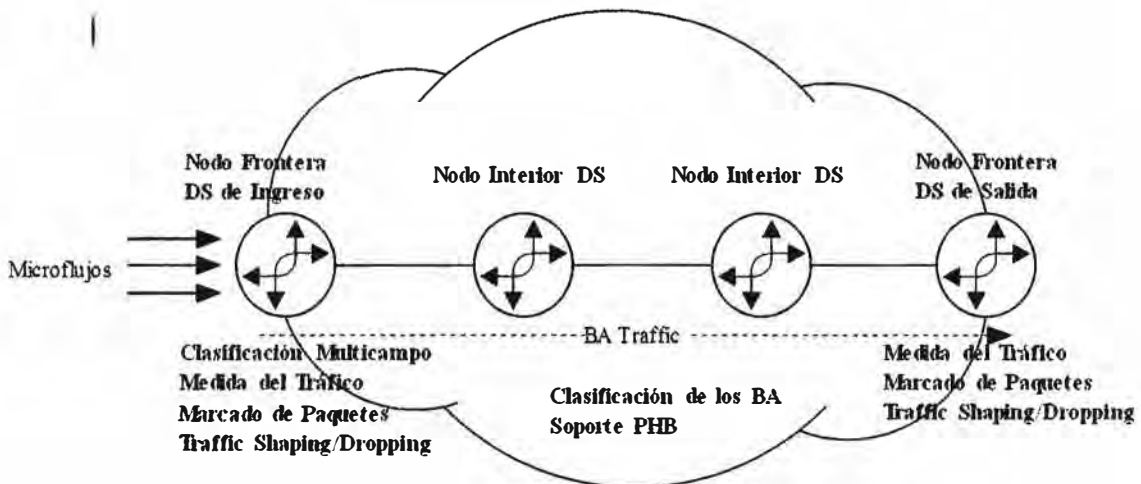 Nodo Frontera
DS de Ingreso
Nodo Interior DS
Nodo Interior DS
Nodo Frontera
DS de Salida
Microflujos
BA Traffic
Clasificación Multicampo
Medida del Tráfico
Marcado de Paquetes
Traffic Shaping/Dropping
Clasificación de los BA
Soporte PHB
Medida del Tráfico
Marcado de Paquetes
Traffic Shaping/Dropping